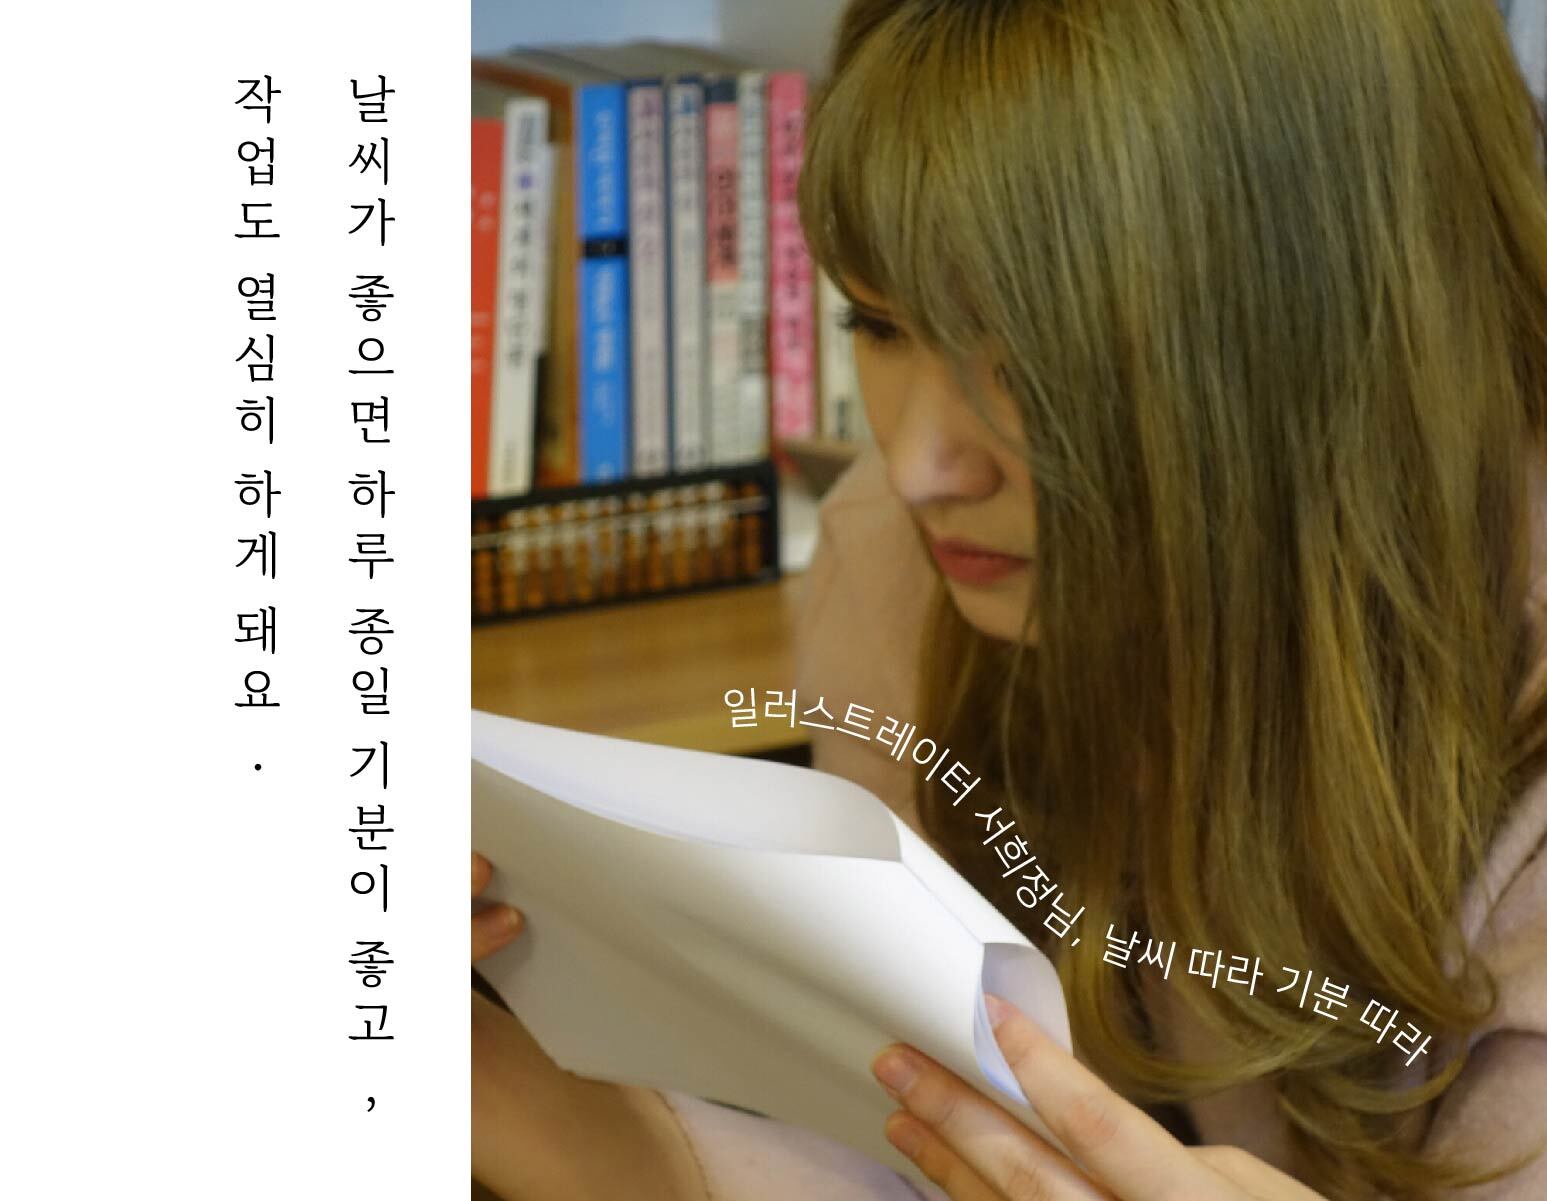 날씨가 좋으면 하루 종일 기분이 좋고,
작업도 열심히 하게 돼요.
일러스트레이터 서희정님, 날씨 따라 기분 따라